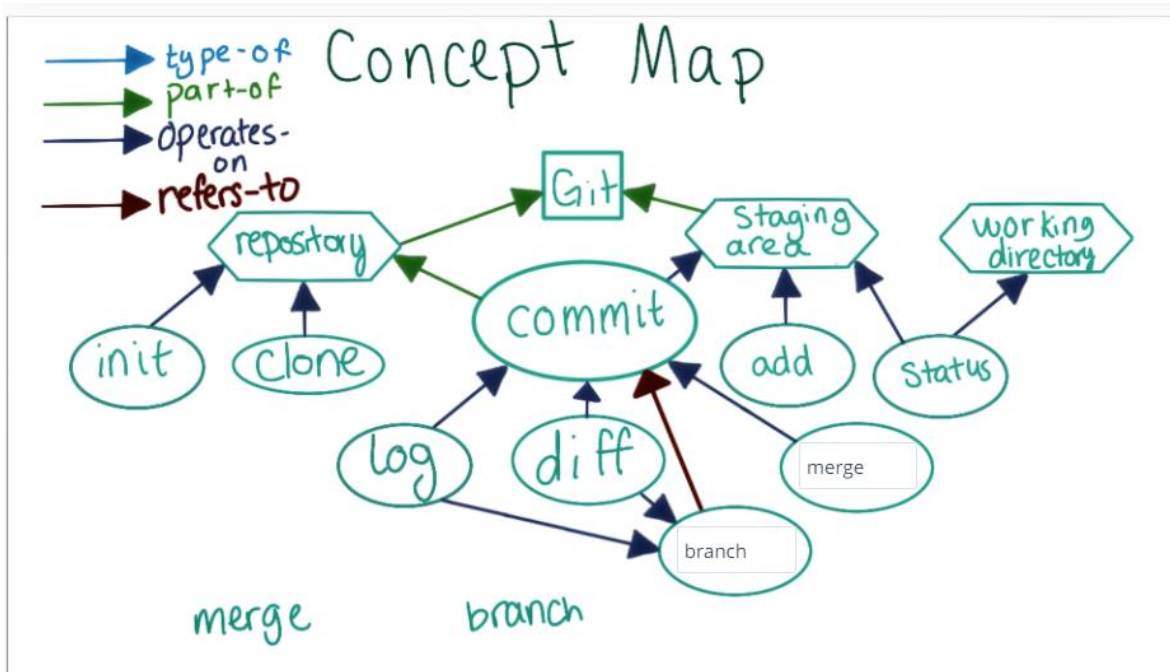 type-of
Concept Map
part-of
operates-
on
refers-to
Git
repository
Staging
area
working
directory
commit
init
Clone
add
Status
log
diff
merge
branch
merge
branch